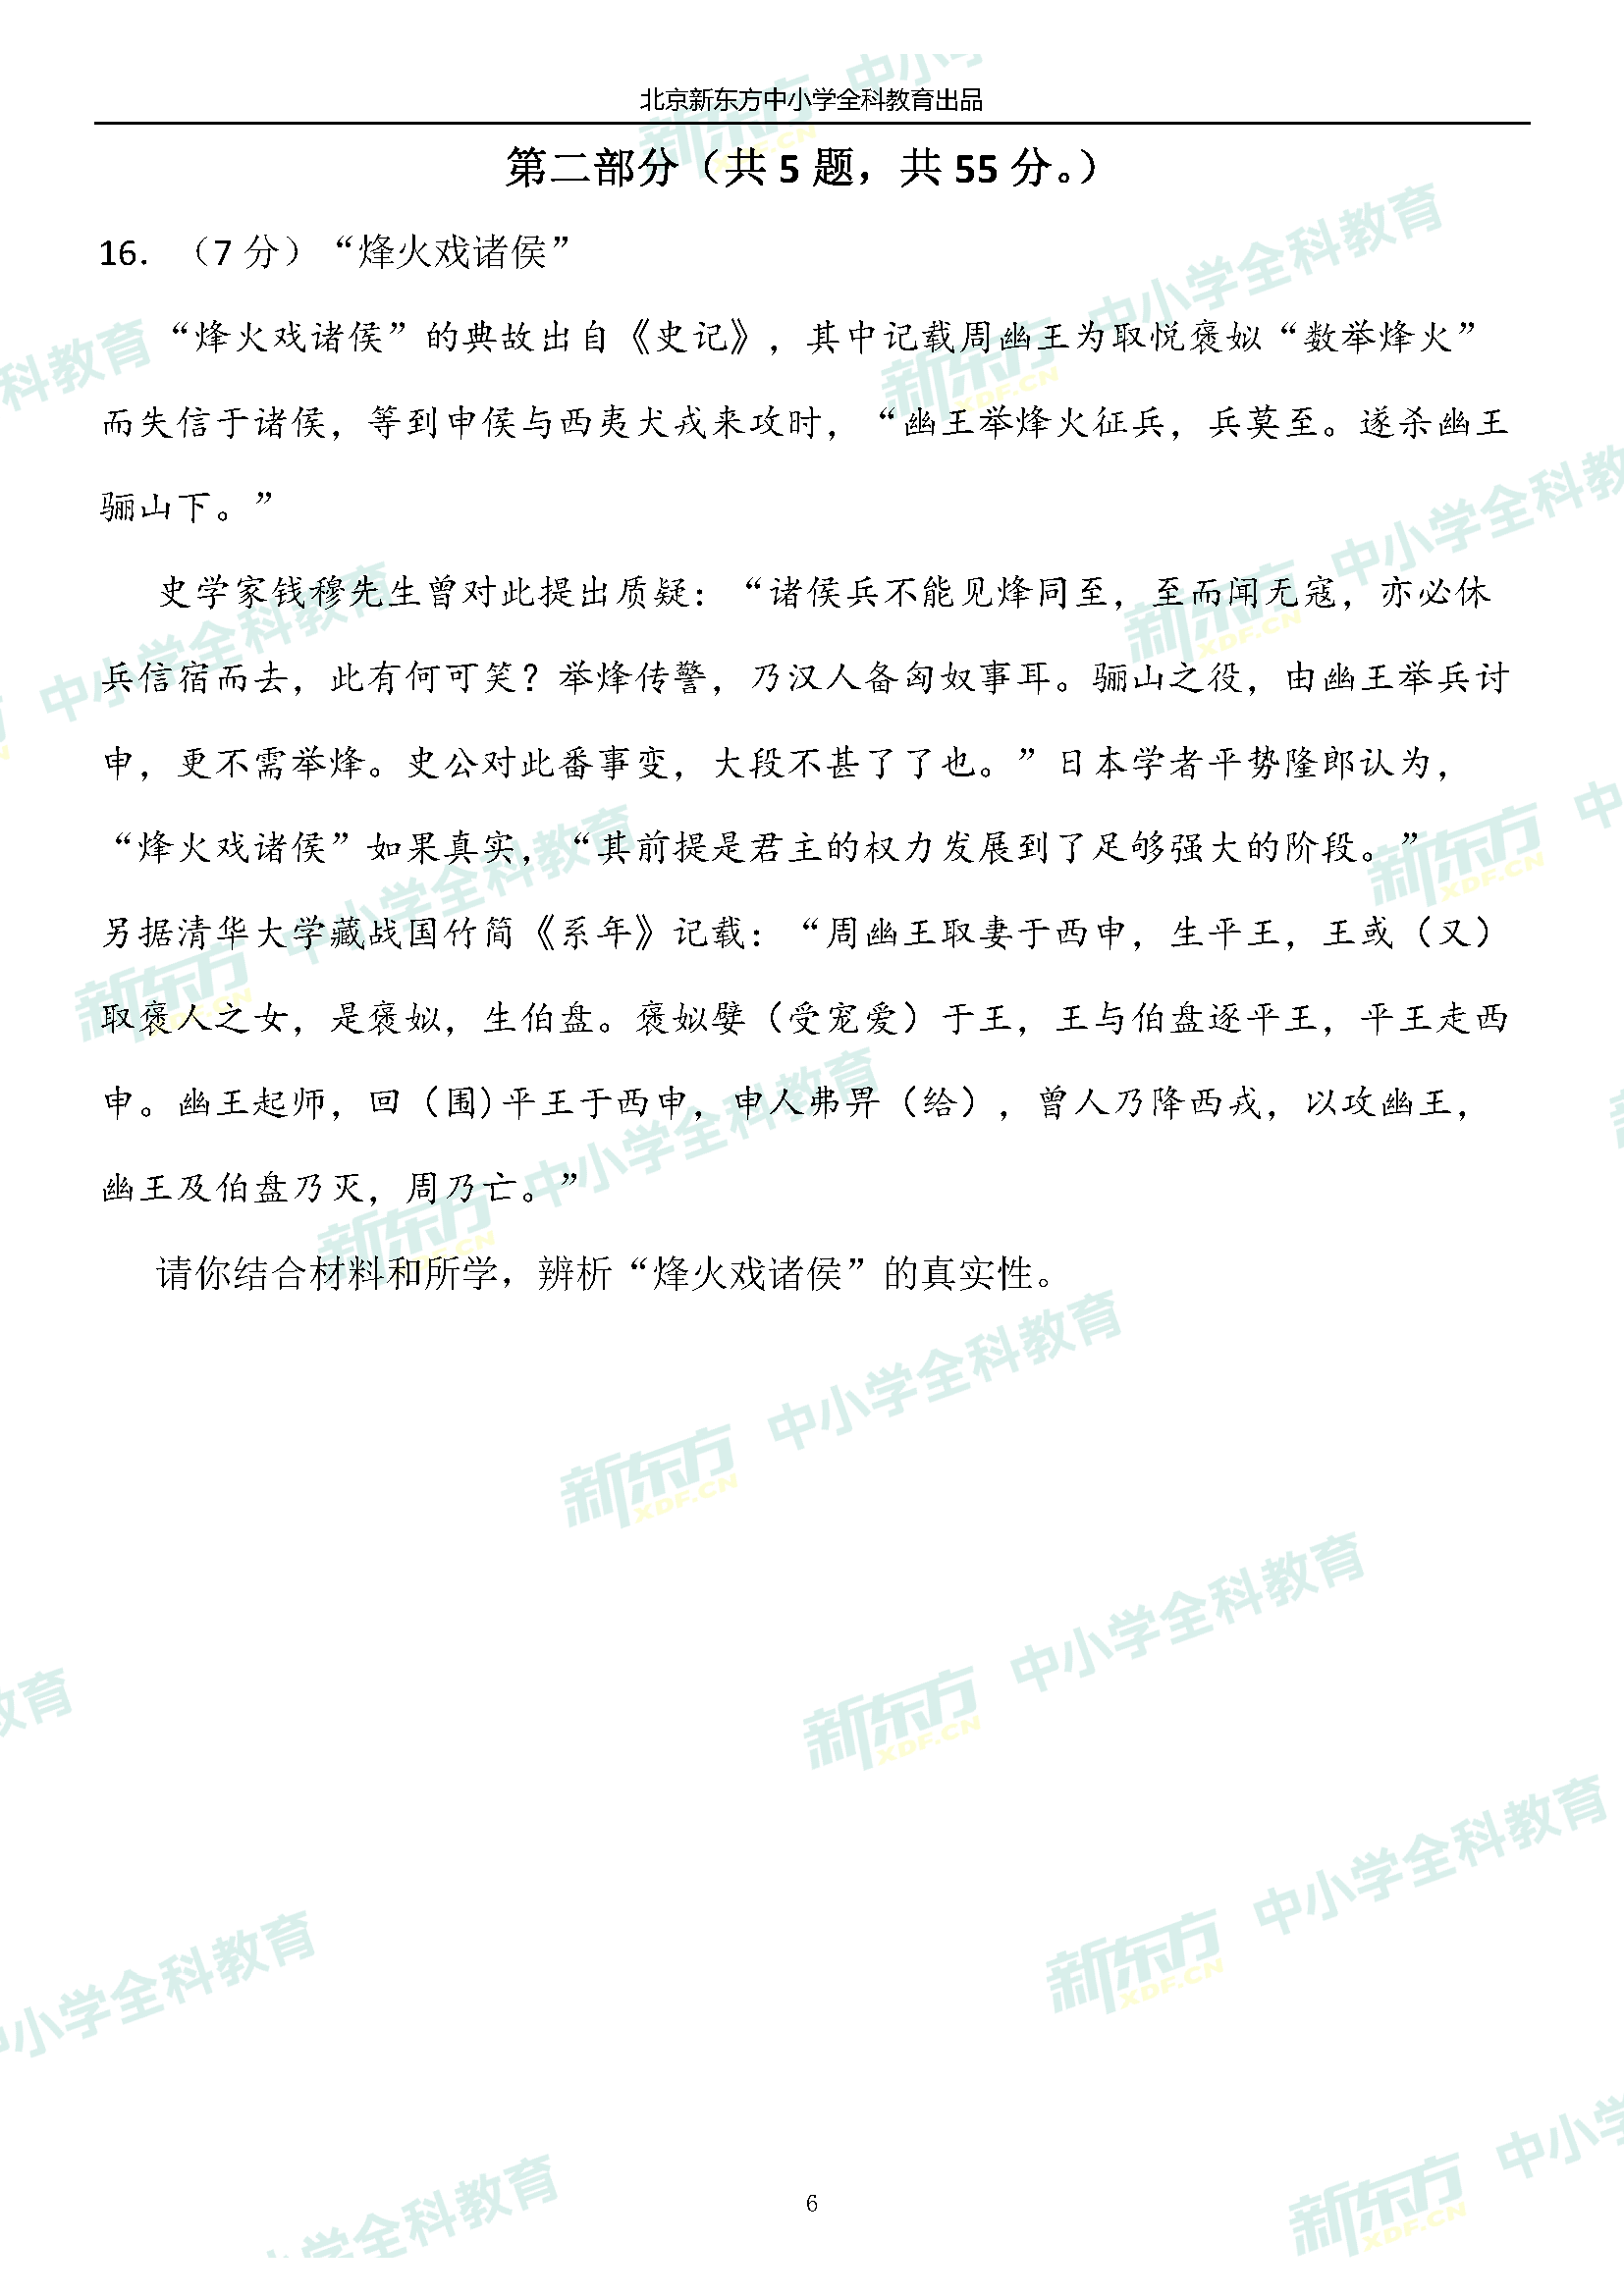 北京新东方中小学全科教育出品
第二部分（共 5 题，共 55 分。）
16. （7 分）“烽火戏诸侯”
“烽火戏诸侯”的典故出自《史记》，其中记载周幽王为取悦褒姒“数举烽火”
而失信于诸侯，等到申侯与西夷犬戎来攻时，“幽王举烽火征兵，兵莫至。遂杀幽王
骊山下。”
史学家钱穆先生曾对此提出质疑：“诸侯兵不能见烽同至，至而闻无寇，亦必休
兵信宿而去，此有何可笑？举烽传警，乃汉人备匈奴事耳。骊山之役，由幽王举兵讨
申，更不需举烽。史公对此番事变，大段不甚了了也。”日本学者平势隆郎认为，
“烽火戏诸侯”如果真实，“其前提是君主的权力发展到了足够强大的阶段。”
另据清华大学藏战国竹简《系年》记载：“周幽王取妻于西申，生平王，王或（又）
取褒人之女，是褒姒，生伯盘。褒姒嬖（受宠爱）于王，王与伯盘逐平王，平王走西
申。幽王起师，回（围)平王于西申，申人弗畀（给），曾人乃降西戎，以攻幽王，
幽王及伯盘乃灭，周乃亡。”
请你结合材料和所学，辨析“烽火戏诸侯”的真实性。
6
新东方 XDF.CN 中小学全科教育